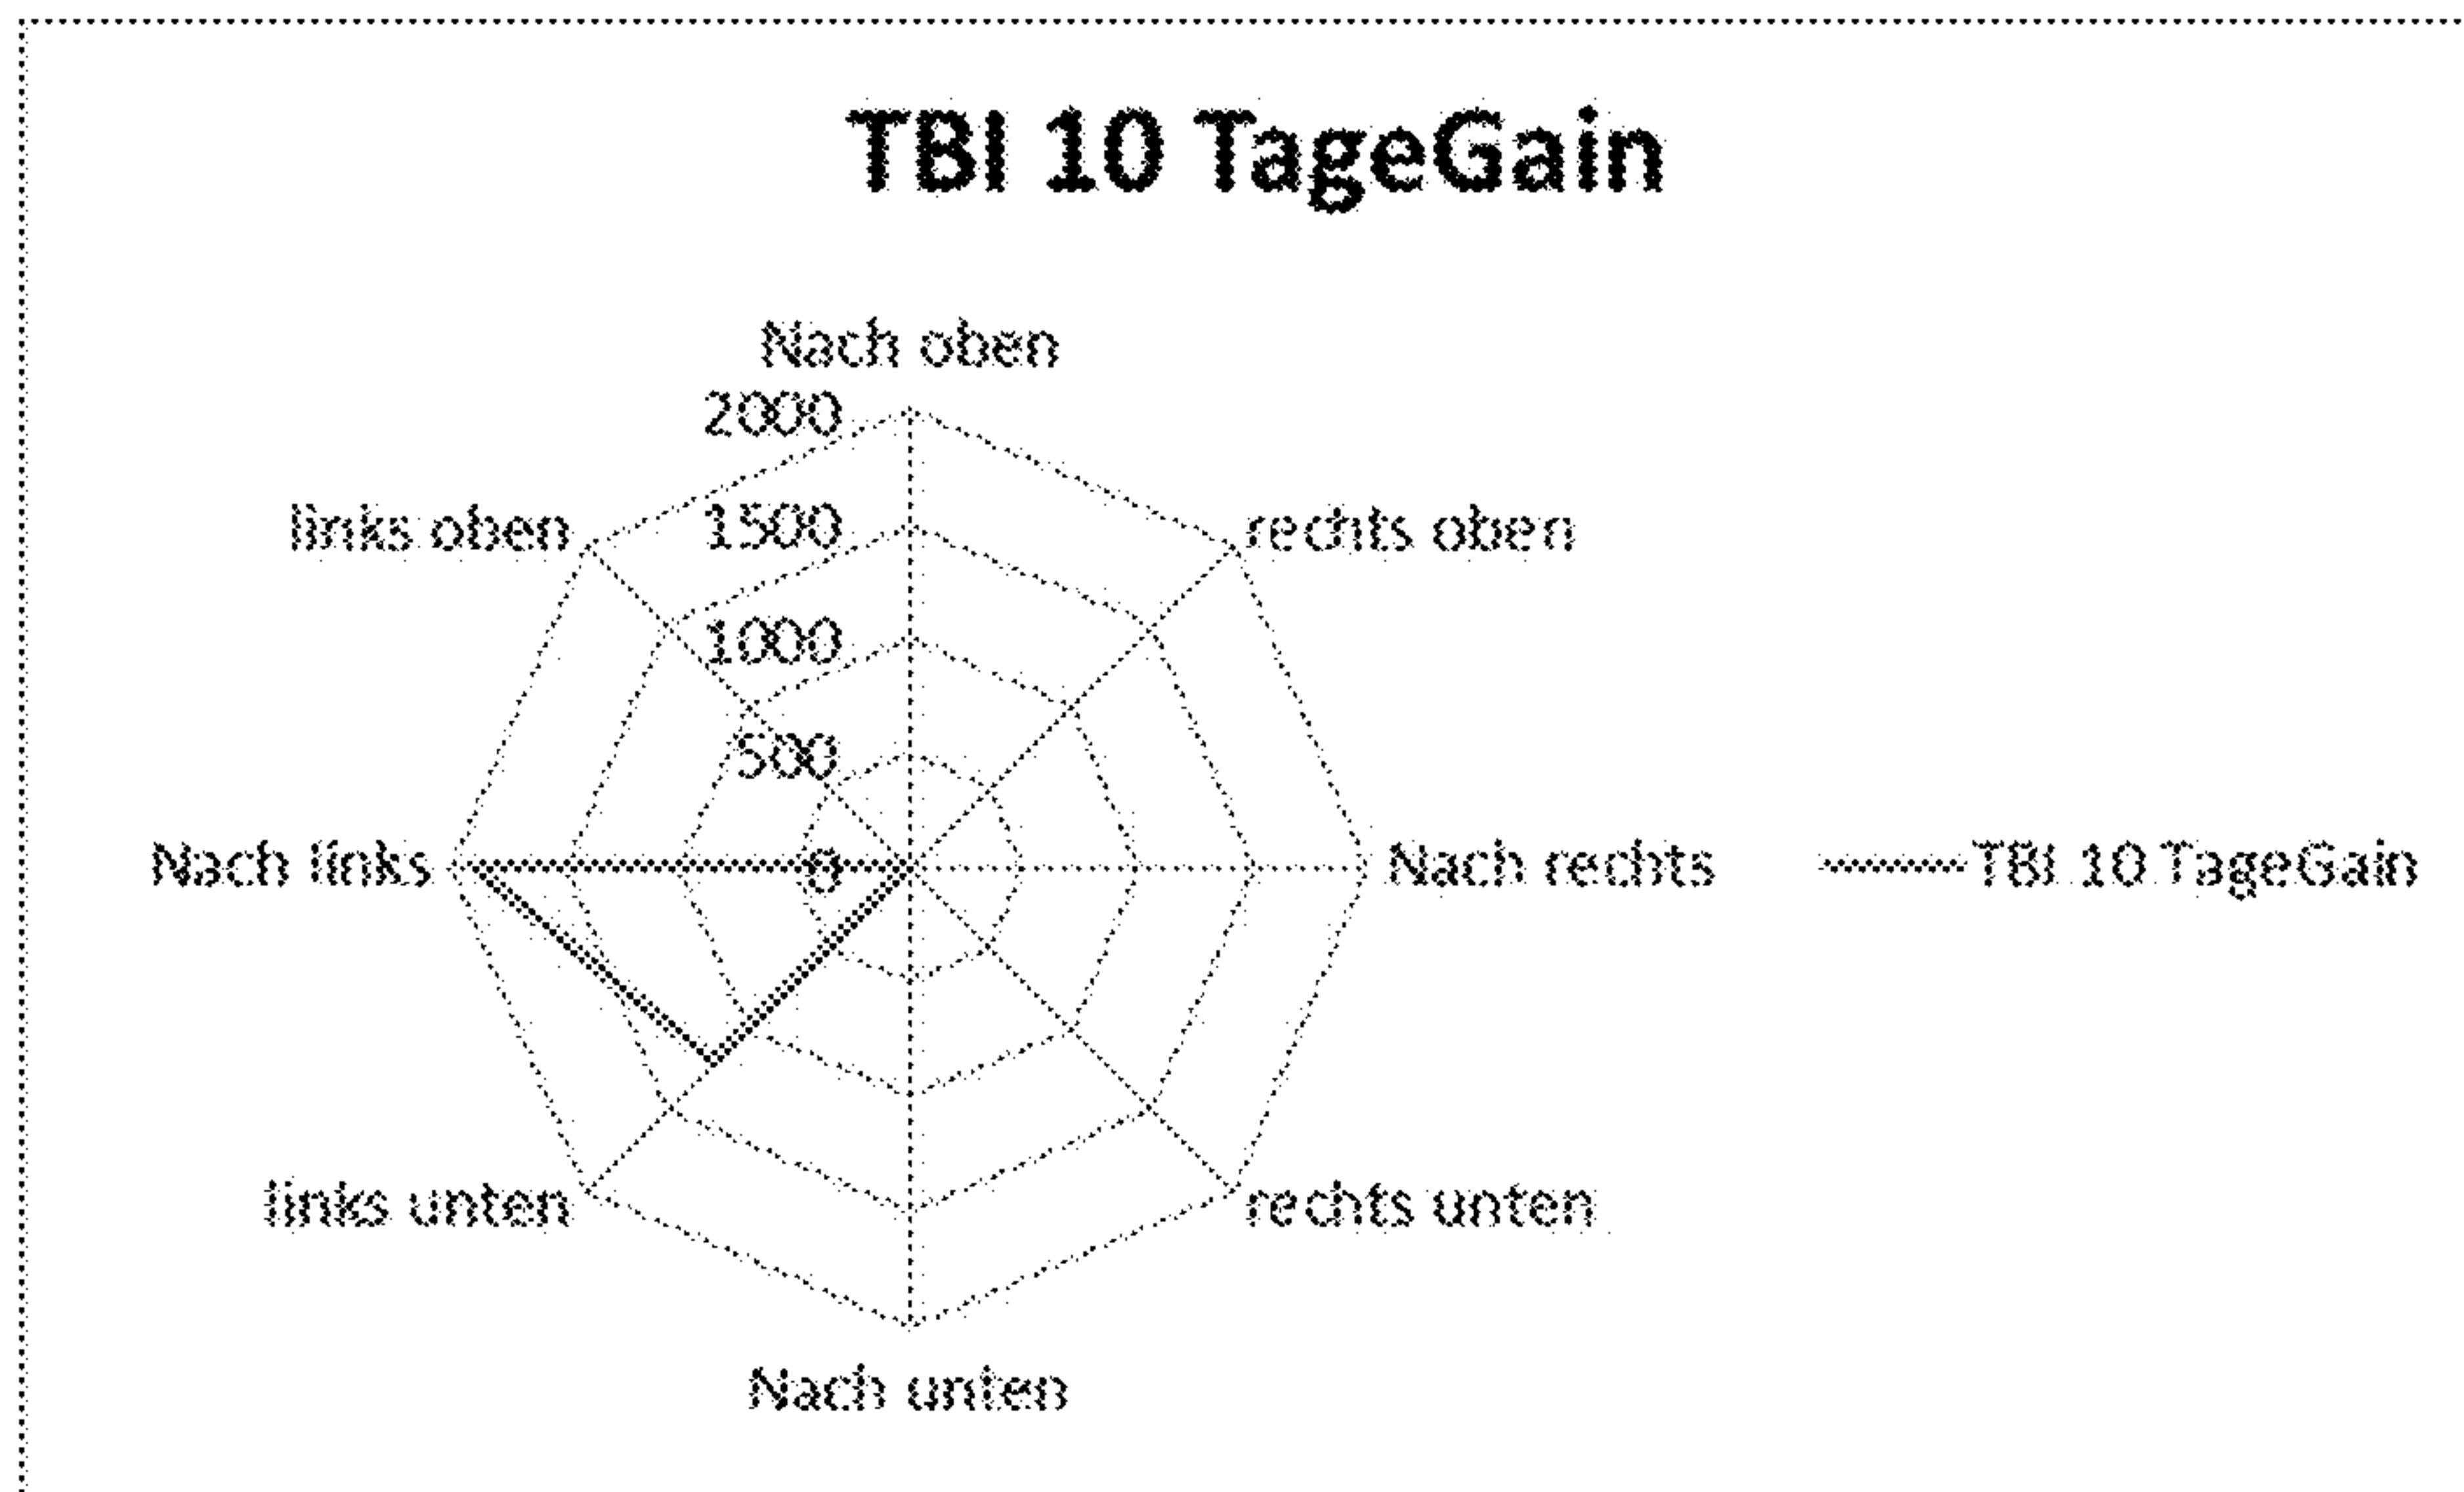 TBI 10 TageGain
Nach oben
2000
links oben
1500
rechts oben
1000
500
Nach links
0
Nach rechts
TBI 10 TageGain
links unten
rechts unten
Nach unten